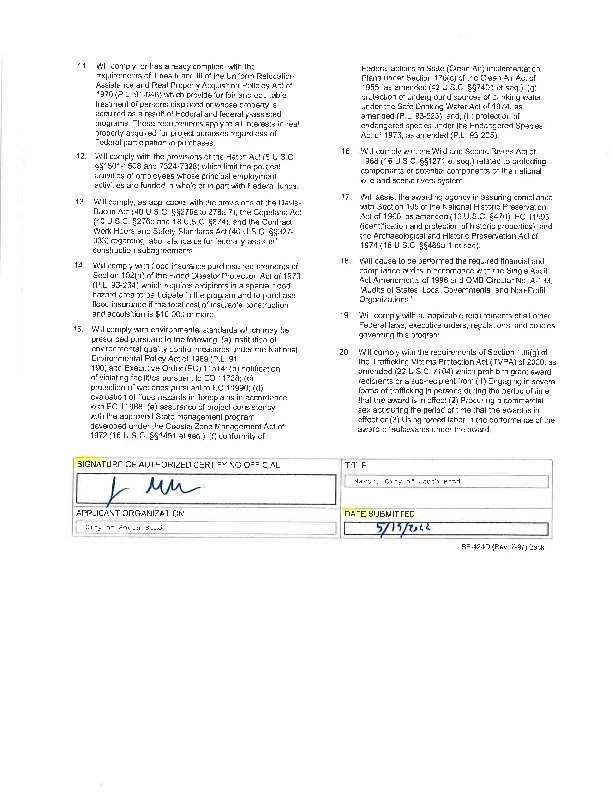 11. Will comply, or has already complied, with the
requirements of Titles II and III of the Uniform Relocation
Assistance and Real Property Acquisition Policies Act of
1970 (P.L. 91-646) which provide for fair and equitable
treatment of persons displaced or whose property is
acquired as a result of Federal and federally-assisted
programs. These requirements apply to all interests in real
property acquired for project purposes regardless of
Federal participation in purchases.
12. Will comply with the provisions of the Hatch Act (5 U.S.C.
§§1501-1508 and 7324-7328) which limit the political
activities of employees whose principal employment
activities are funded in whole or in part with Federal funds.
13. Will comply, as applicable, with the provisions of the Davis-
Bacon Act (40 U.S.C. §§276a to 276a-7), the Copeland Act
(40 U.S.C. §276c and 18 U.S.C. §874), and the Contract
Work Hours and Safety Standards Act (40 U.S.C. §§327-
333) regarding labor standards for federally-assisted
construction subagreements.
14. Will comply with flood insurance purchase requirements of
Section 102(a) of the Flood Disaster Protection Act of 1973
(P.L. 93-234) which requires recipients in a special flood
hazard area to participate in the program and to purchase
flood insurance if the total cost of insurable construction
and acquisition is $10,000 or more.
15. Will comply with environmental standards which may be
prescribed pursuant to the following: (a) institution of
environmental quality control measures under the National
Environmental Policy Act of 1969 (P.L. 91-
190) and Executive Order (EO) 11514; (b) notification
of violating facilities pursuant to EO 11738; (c)
protection of wetlands pursuant to EO 11990; (d)
evaluation of flood hazards in floodplains in accordance
with EO 11988; (e) assurance of project consistency
with the approved State management program
developed under the Coastal Zone Management Act of
1972 (16 U.S.C. §§1451 et seq.); (f) conformity of
Federal actions to State (Clean Air) Implementation
Plans under Section 176(c) of the Clean Air Act of
1955, as amended (42 U.S.C. §§7401 et seq.); (g)
protection of underground sources of drinking water
under the Safe Drinking Water Act of 1974, as
amended (P.L. 93-523); and, (h) protection of
endangered species under the Endangered Species
Act of 1973, as amended (P.L. 93-205).
16. Will comply with the Wild and Scenic Rivers Act of
1968 (16 U.S.C. §§1271 et seq.) related to protecting
components or potential components of the national
wild and scenic rivers system.
17. Will assist the awarding agency in assuring compliance
with Section 106 of the National Historic Preservation
Act of 1966, as amended (16 U.S.C. §470), EO 11593
(identification and protection of historic properties), and
the Archaeological and Historic Preservation Act of
1974 (16 U.S.C. §§469a-1 et seq).
18. Will cause to be performed the required financial and
compliance audits in accordance with the Single Audit
Act Amendments of 1996 and OMB Circular No. A-133,
"Audits of States, Local Governments, and Non-Profit
Organizations."
19. Will comply with all applicable requirements of all other
Federal laws, executive orders, regulations, and policies
governing this program.
20. Will comply with the requirements of Section 106(g) of
the Trafficking Victims Protection Act (TVPA) of 2000, as
amended (22 U.S.C. 7104) which prohibits grant award
recipients or a sub-recipient from (1) Engaging in severe
forms of trafficking in persons during the period of time
that the award is in effect (2) Procuring a commercial
sex act during the period of time that the award is in
effect or (3) Using forced labor in the performance of the
award or subawards under the award.
SIGNATURE OF AUTHORIZED CERTIFYING OFFICIAL
TITLE
Mayor, City of South Bend
APPLICANT ORGANIZATION
City of South Bend
DATE SUBMITTED
5/19/2022
SF-424D (Rev. 7-97) Back